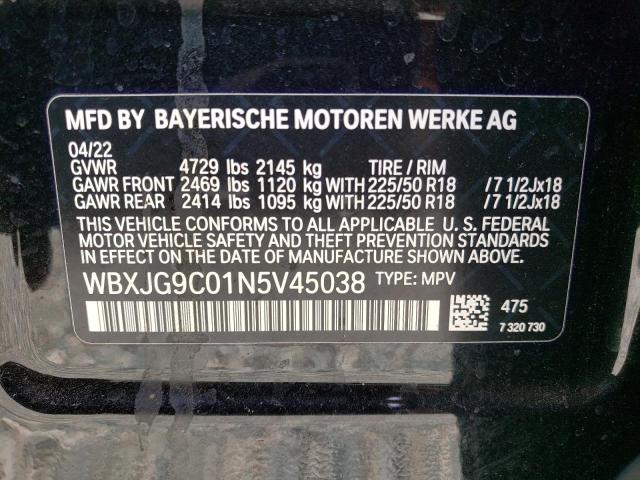 MFD BY BAYERISCHE MOTOREN WERKE AG
04/22
GVWR 4729 lbs 2145 kg TIRE / RIM
GAWR FRONT 2469 lbs 1120 kg WITH 225/50 R18 /7 1/2Jx18
GAWR REAR 2414 lbs 1095 kg WITH 225/50 R18 /7 1/2Jx18
THIS VEHICLE CONFORMS TO ALL APPLICABLE U. S. FEDERAL
MOTOR VEHICLE SAFETY AND THEFT PREVENTION STANDARDS
IN EFFECT ON THE DATE OF MANUFACTURE SHOWN ABOVE.
WBXJG9C01N5V45038 TYPE: MPV
475
7 320 730